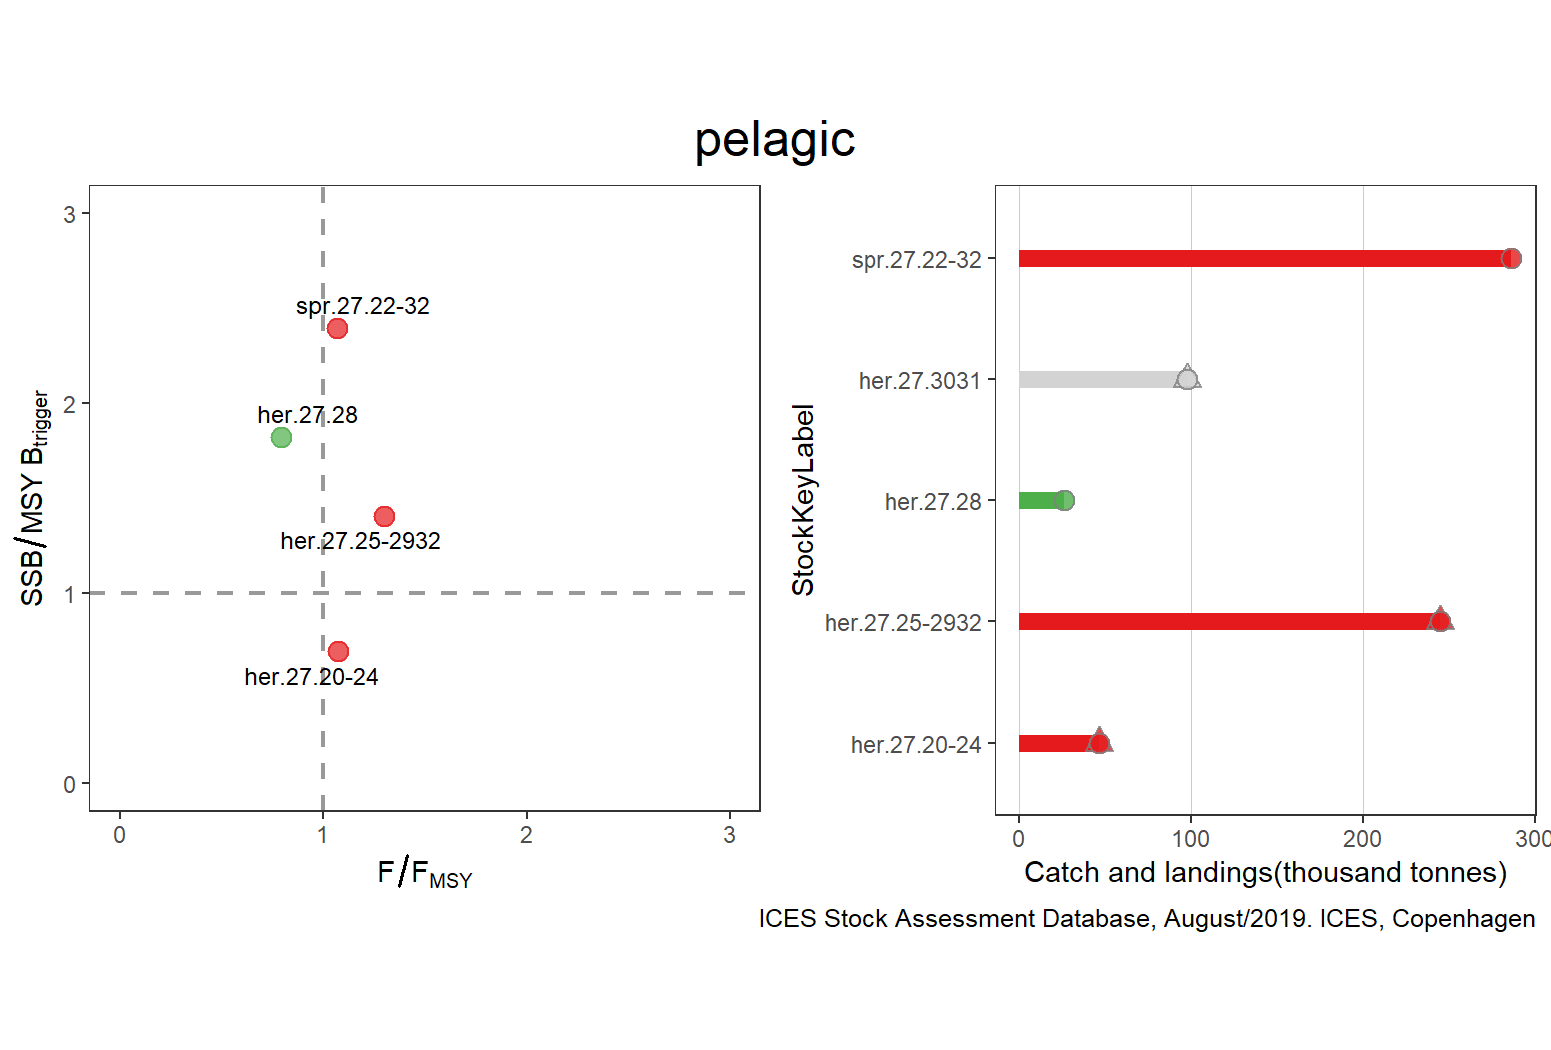 pelagic
3
2
1
0
SSB/MSY Btrigger
spr.27.22-32
her.27.28
her.27.25-2932
her.27.20-24
0 1 2 3
F/FMSY
StockKeyLabel
spr.27.22-32
her.27.3031
her.27.28
her.27.25-2932
her.27.20-24
0 100 200 300
Catch and landings(thousand tonnes)
ICES Stock Assessment Database, August/2019. ICES, Copenhagen